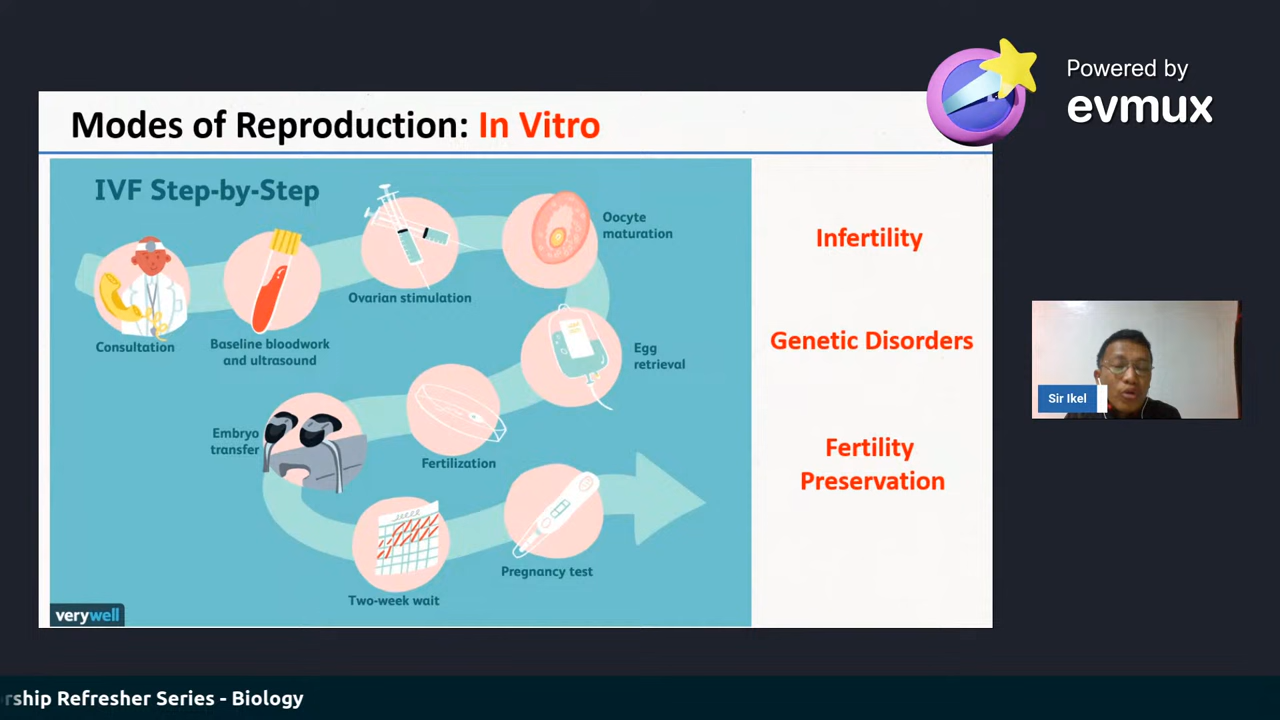 Powered by
evmux
Modes of Reproduction: In Vitro
IVF Step-by-Step
Consultation
Baseline bloodwork
and ultrasound
Ovarian stimulation
Oocyte
maturation
Egg
retrieval
Fertilization
Embryo
transfer
Two-week wait
Pregnancy test
verywell
Infertility
Genetic Disorders
Fertility
Preservation
Sir Ikel
rship Refresher Series - Biology